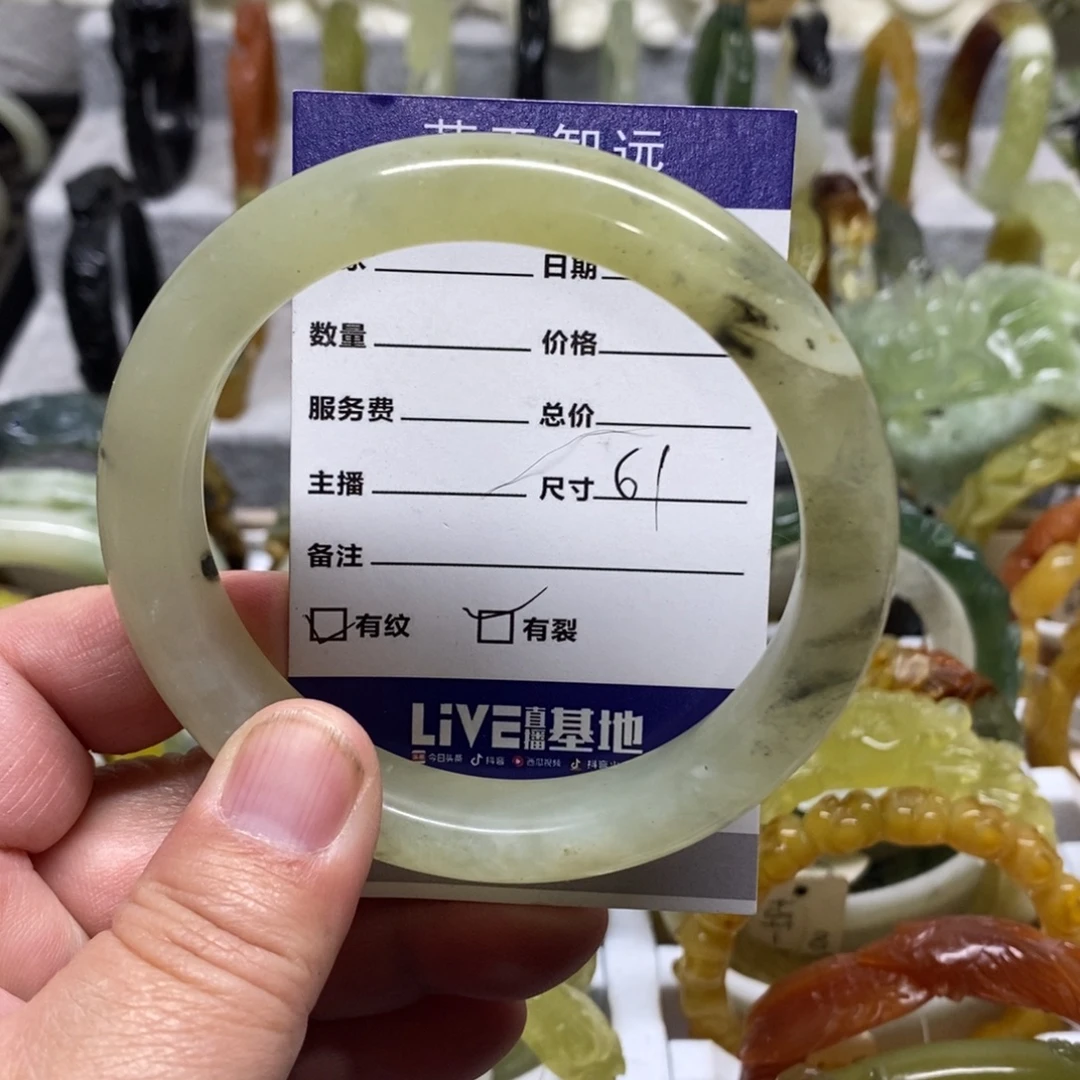 智远
日期
数量 价格
服务费 总价
主播 尺寸 61
备注
有纹 有裂
LiVE直播基地
今日头条 抖音 西瓜视频